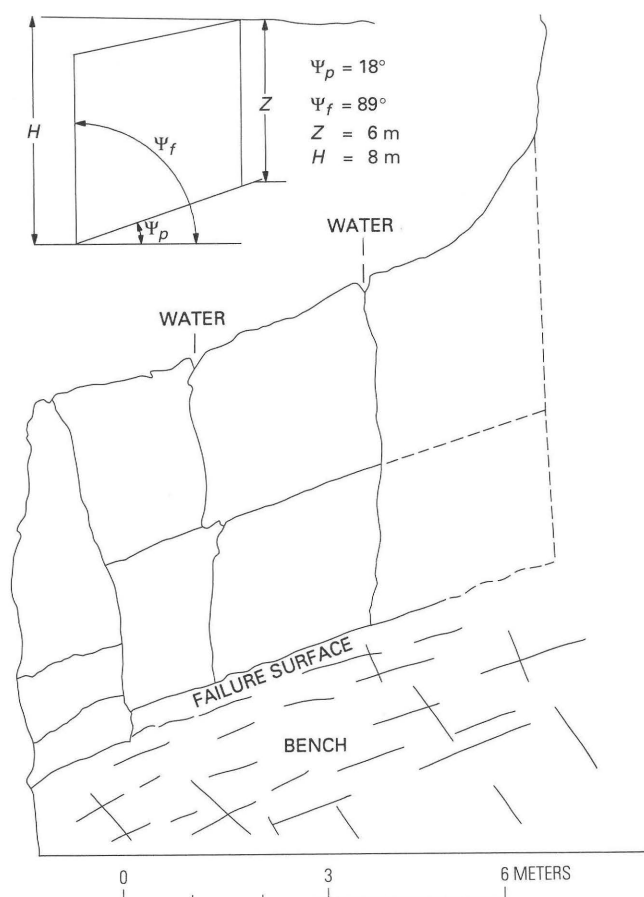 H
Z
Ψf
Ψp
Ψp = 18°
Ψf = 89°
Z = 6 m
H = 8 m
WATER
WATER
FAILURE SURFACE
BENCH
0 3 6 METERS